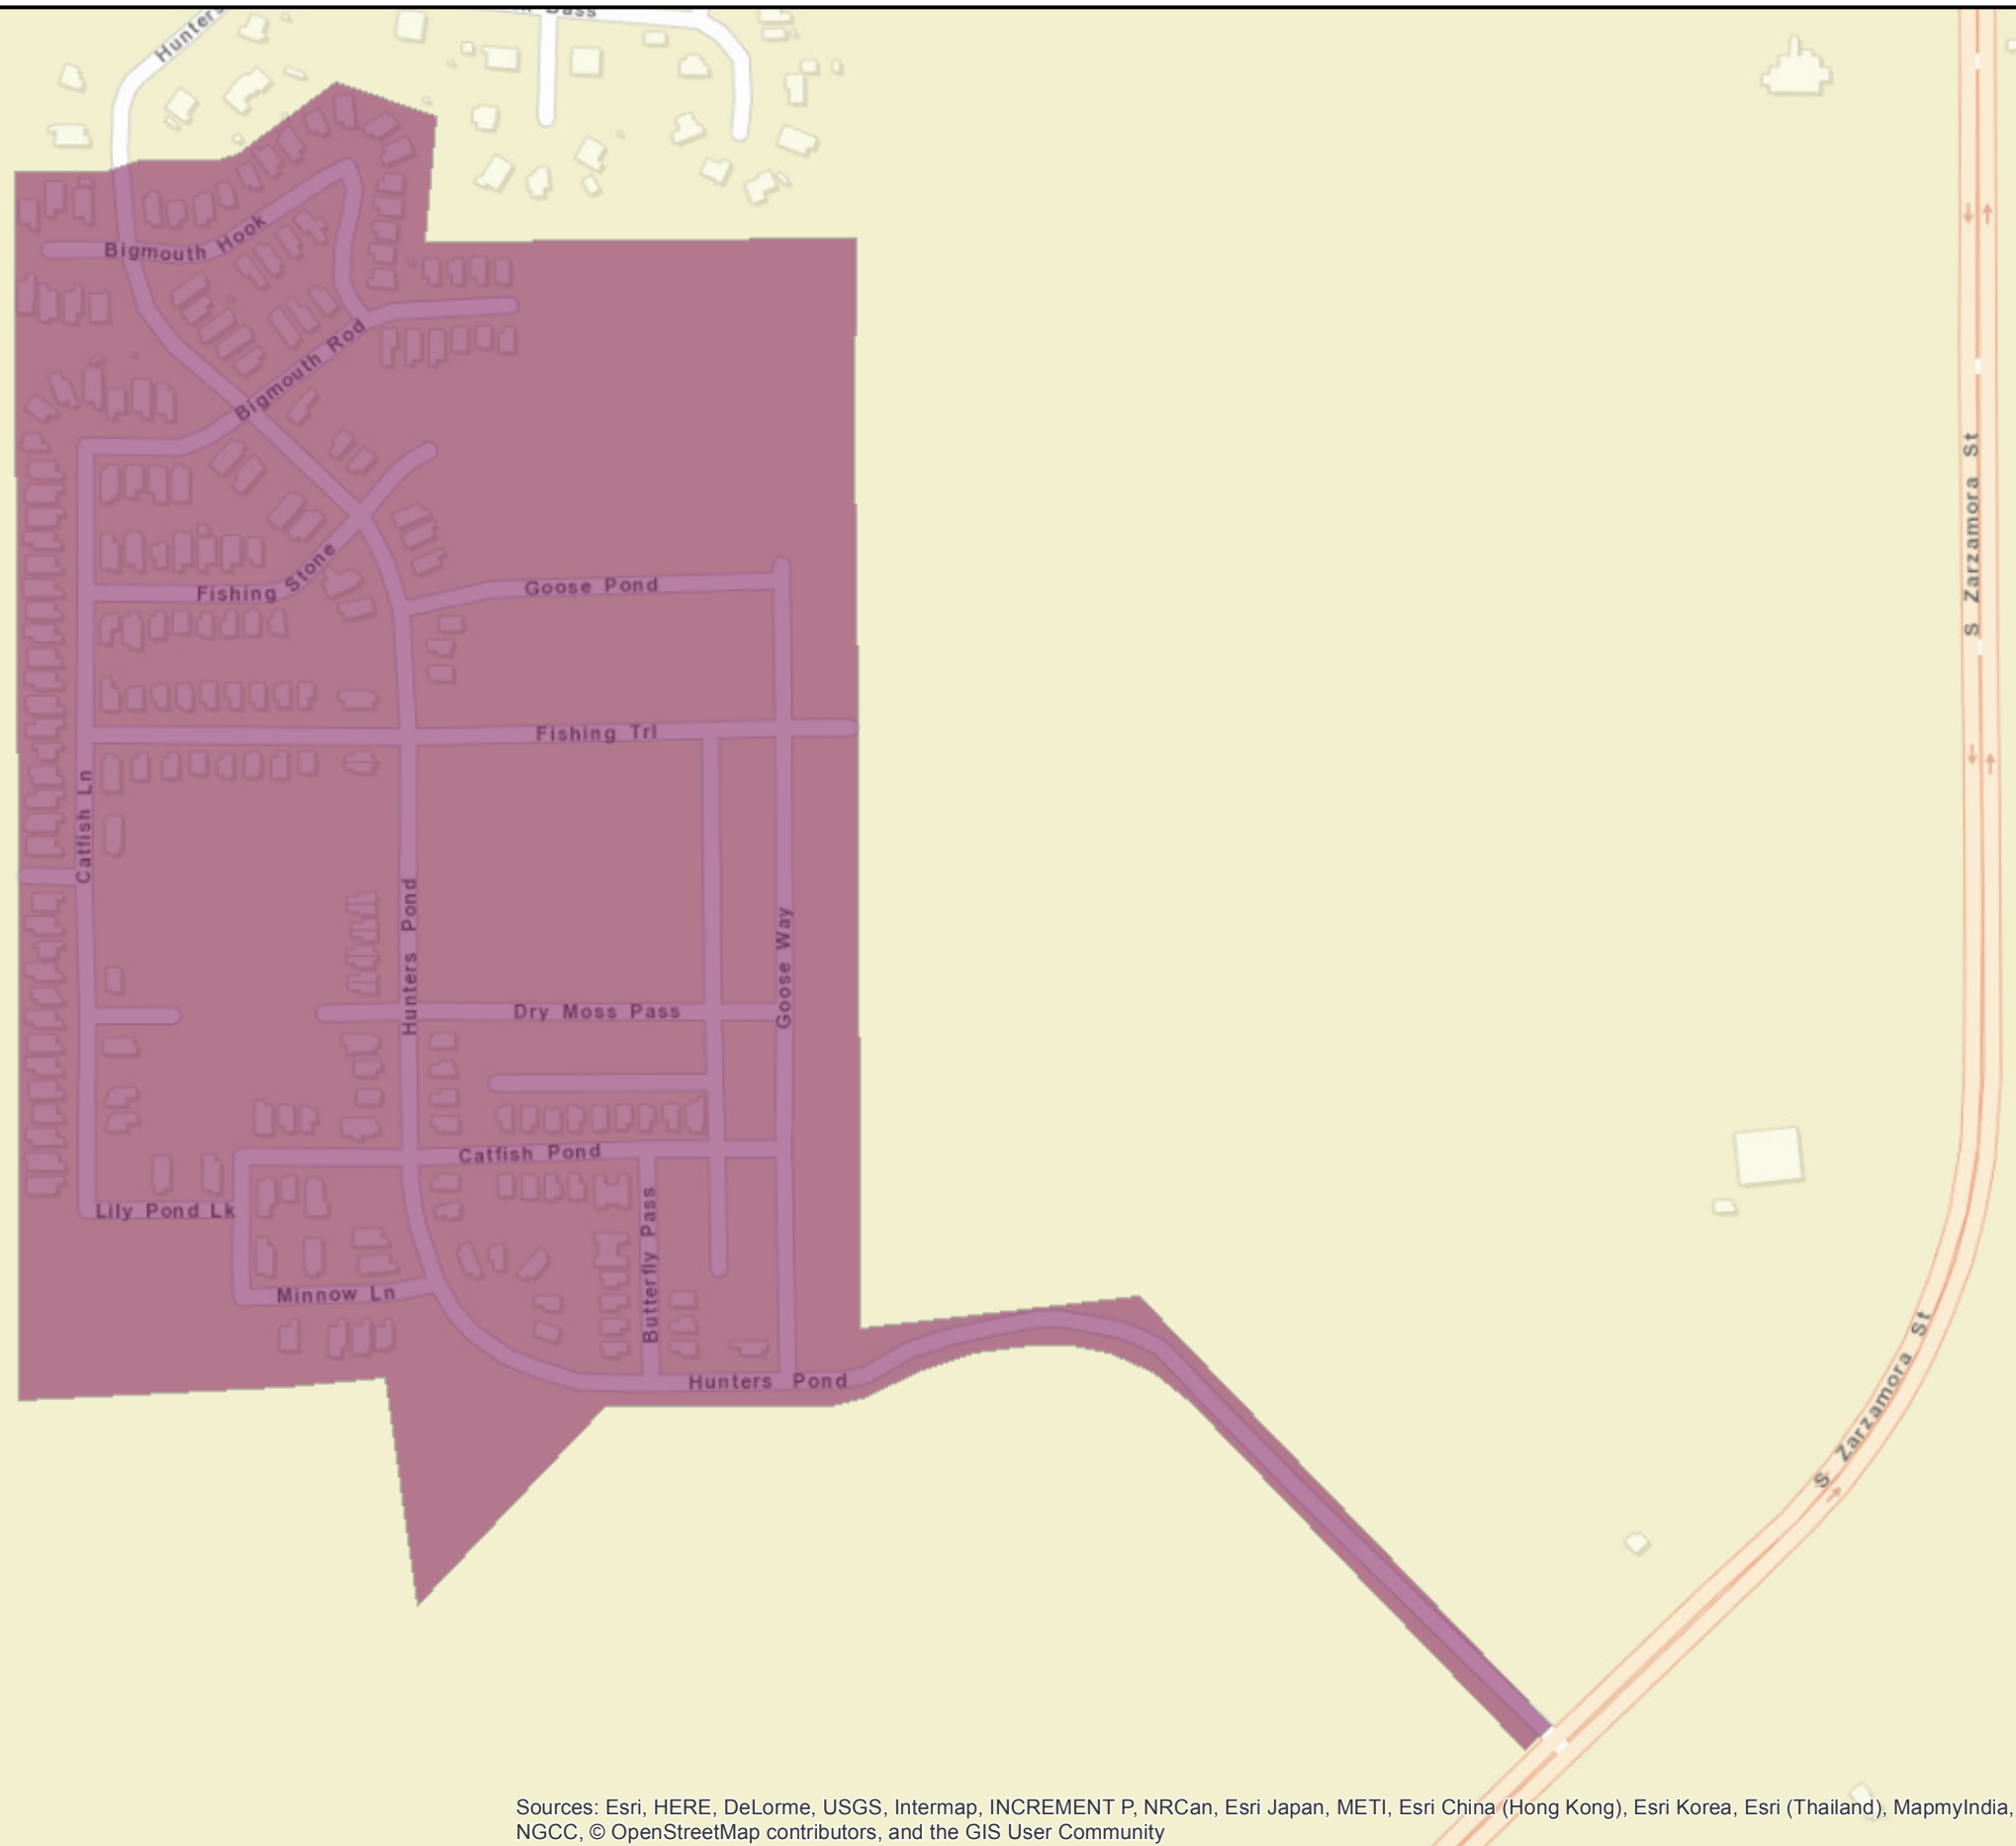 Hunters
Bass
Bigmouth Hook
Bigmouth Rod
S Zarzamora St
Fishing Stone
Goose Pond
Fishing Trl
Catfish Ln
Hunters Pond
Goose Way
Dry Moss Pass
Catfish Pond
Lily Pond Lk
Butterfly Pass
Minnow Ln
Hunters Pond
S Zarzamora St
Sources: Esri, HERE, DeLorme, USGS, Intermap, INCREMENT P, NRCan, Esri Japan, METI, Esri China (Hong Kong), Esri Korea, Esri (Thailand), MapmyIndia,
NGCC, © OpenStreetMap contributors, and the GIS User Community